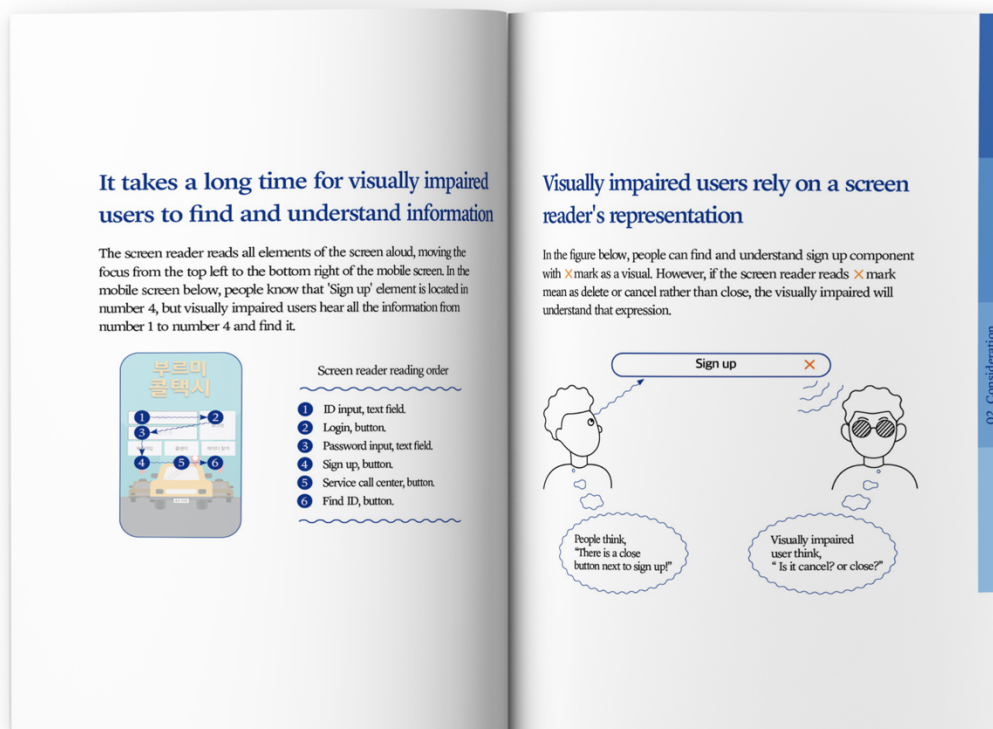 It takes a long time for visually impaired
users to find and understand information
The screen reader reads all elements of the screen aloud, moving the
focus from the top left to the bottom right of the mobile screen. In the
mobile screen below, people know that 'Sign up' element is located in
number 4, but visually impaired users hear all the information from
number 1 to number 4 and find it.
부르미
콜택시
1
2
3
4
5
6
Screen reader reading order
1 ID input, text field.
2 Login, button.
3 Password input, text field.
4 Sign up, button.
5 Service call center, button.
6 Find ID, button.
Visually impaired users rely on a screen
reader's representation
In the figure below, people can find and understand sign up component
with X mark as a visual. However, if the screen reader reads X mark
mean as delete or cancel rather than close, the visually impaired will
understand that expression.
Sign up X
People think,
"There is a close
button next to sign up!"
Visually impaired
user think,
" Is it cancel? or close?"
02 Consideration